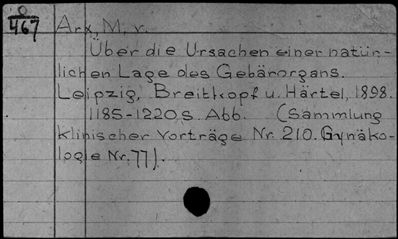 O
467
Arx, M. v.
Über die Ursachen einer natür-
lichen Lage des Gebärorgans.
Leipzig, Breitkopf u. Härtel, 1898.
1185-1220 S. Abb. (Sammlung
klinischer Vorträge Nr. 210. Gynäko-
logie Nr. 77).